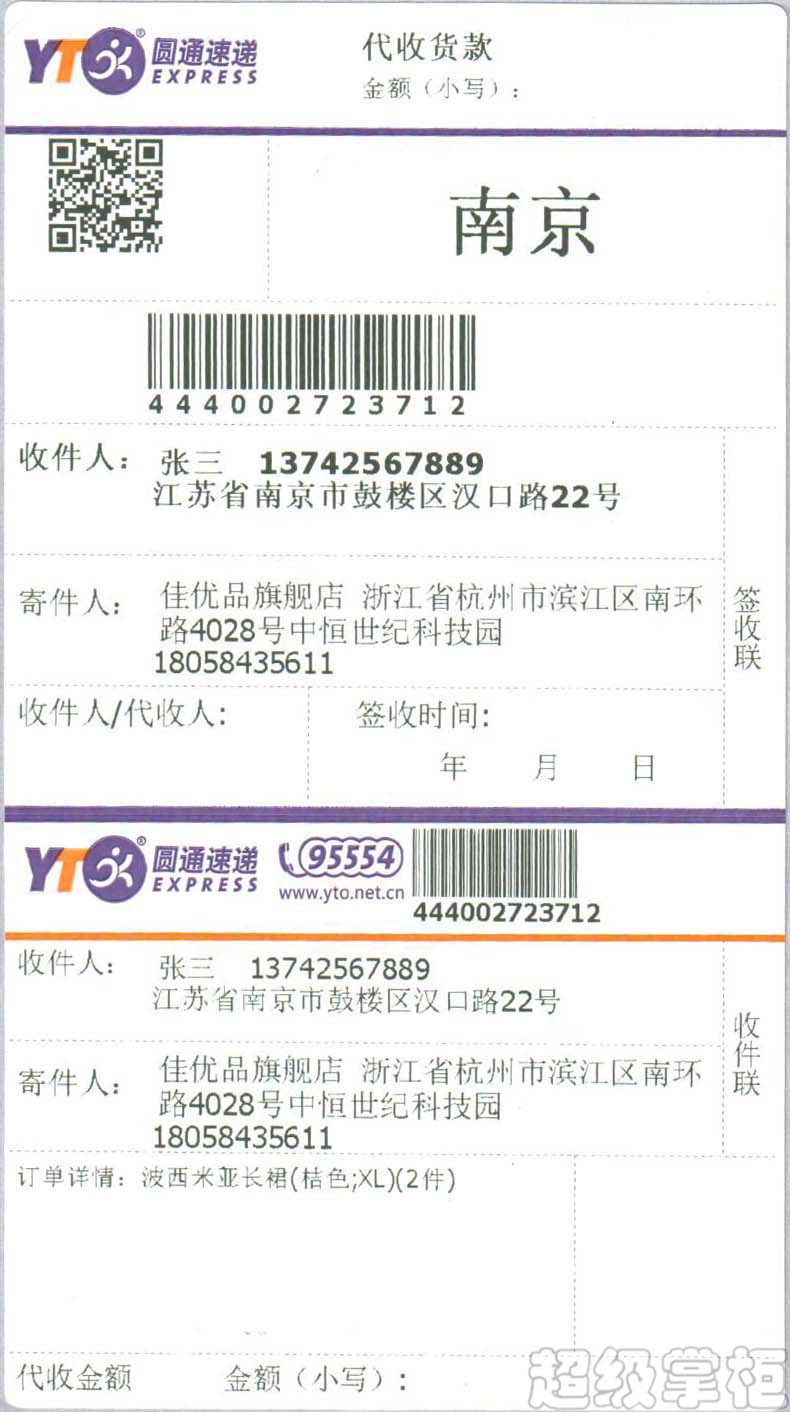 YTO® 圆通速递
EXPRESS
代收货款
金额（小写）:
南京
444002723712
收件人: 张三 13742567889
江苏省南京市鼓楼区汉口路22号
寄件人: 佳优品旗舰店 浙江省杭州市滨江区南环
路4028号中恒世纪科技园
18058435611
签收联
收件人/代收人:
签收时间:
年 月 日
YTO® 圆通速递
EXPRESS
95554
www.yto.net.cn
444002723712
收件人: 张三 13742567889
江苏省南京市鼓楼区汉口路22号
寄件人: 佳优品旗舰店 浙江省杭州市滨江区南环
路4028号中恒世纪科技园
18058435611
收件联
订单详情: 波西米亚长裙(桔色;XL)(2件)
代收金额 金额（小写）:
超级掌柜